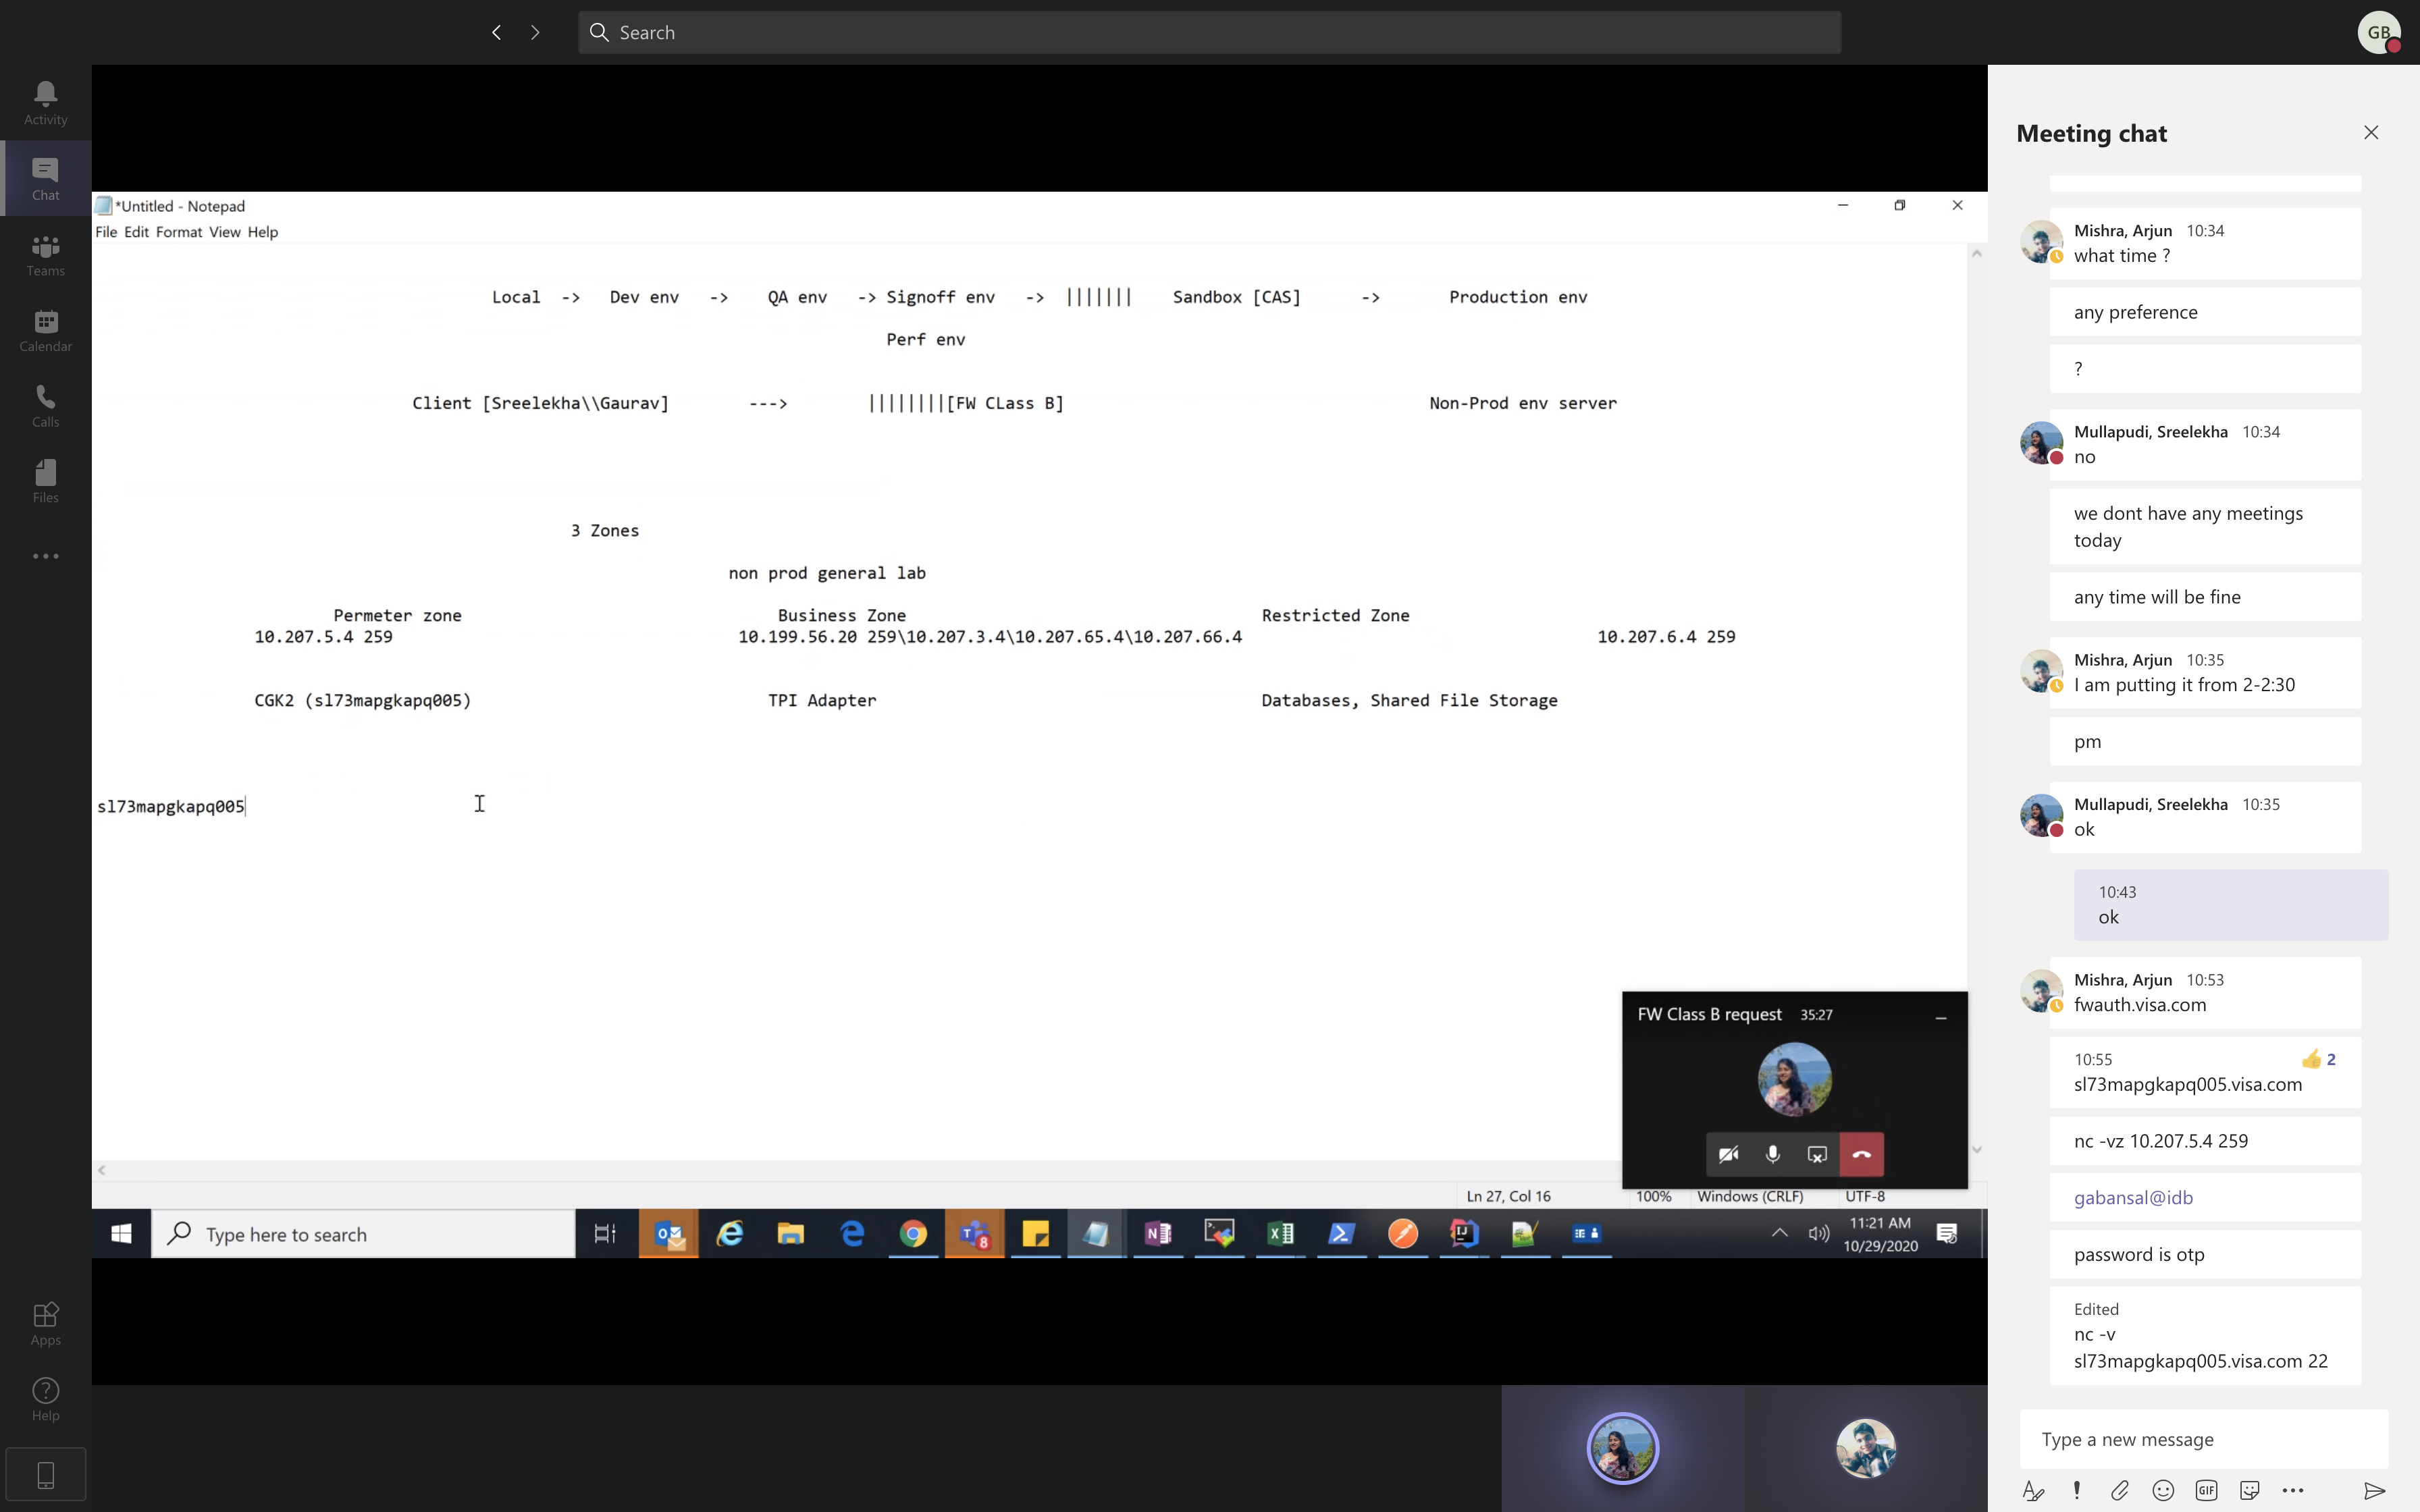 Search
GB
Activity
Chat
Teams
Calendar
Calls
Files
Apps
Help
*Untitled - Notepad
File Edit Format View Help
Local -> Dev env -> QA env -> Signoff env -> ||||||| Sandbox [CAS] -> Production env
Perf env
Client [Sreelekha\\Gaurav] ---> ||||||||[FW CLass B] Non-Prod env server
3 Zones
non prod general lab
Permeter zone Business Zone Restricted Zone
10.207.5.4 259 10.199.56.20 259\10.207.3.4\10.207.65.4\10.207.66.4 10.207.6.4 259
CGK2 (sl73mapgkapq005) TPI Adapter Databases, Shared File Storage
sl73mapgkapq005
FW Class B request 35:27
Ln 27, Col 16 100% Windows (CRLF) UTF-8
Type here to search
8
11:21 AM
10/29/2020
Meeting chat
Mishra, Arjun 10:34
what time ?
any preference
?
Mullapudi, Sreelekha 10:34
no
we dont have any meetings
today
any time will be fine
Mishra, Arjun 10:35
I am putting it from 2-2:30
pm
Mullapudi, Sreelekha 10:35
ok
10:43
ok
Mishra, Arjun 10:53
fwauth.visa.com
10:55 👍 2
sl73mapgkapq005.visa.com
nc -vz 10.207.5.4 259
gabansal@idb
password is otp
Edited
nc -v
sl73mapgkapq005.visa.com 22
Type a new message
GIF